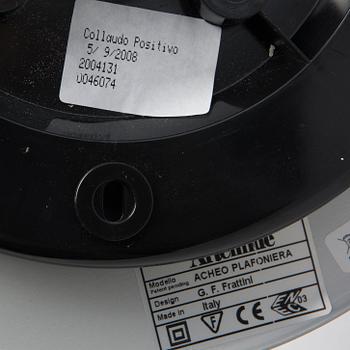 Collaudo Positivo
5/ 9/2008
2004131
U046074
Artemide
Modello ACHEO PLAFONIERA
Patent pending
Design G. F. Frattini
Made in Italy
F CE 03